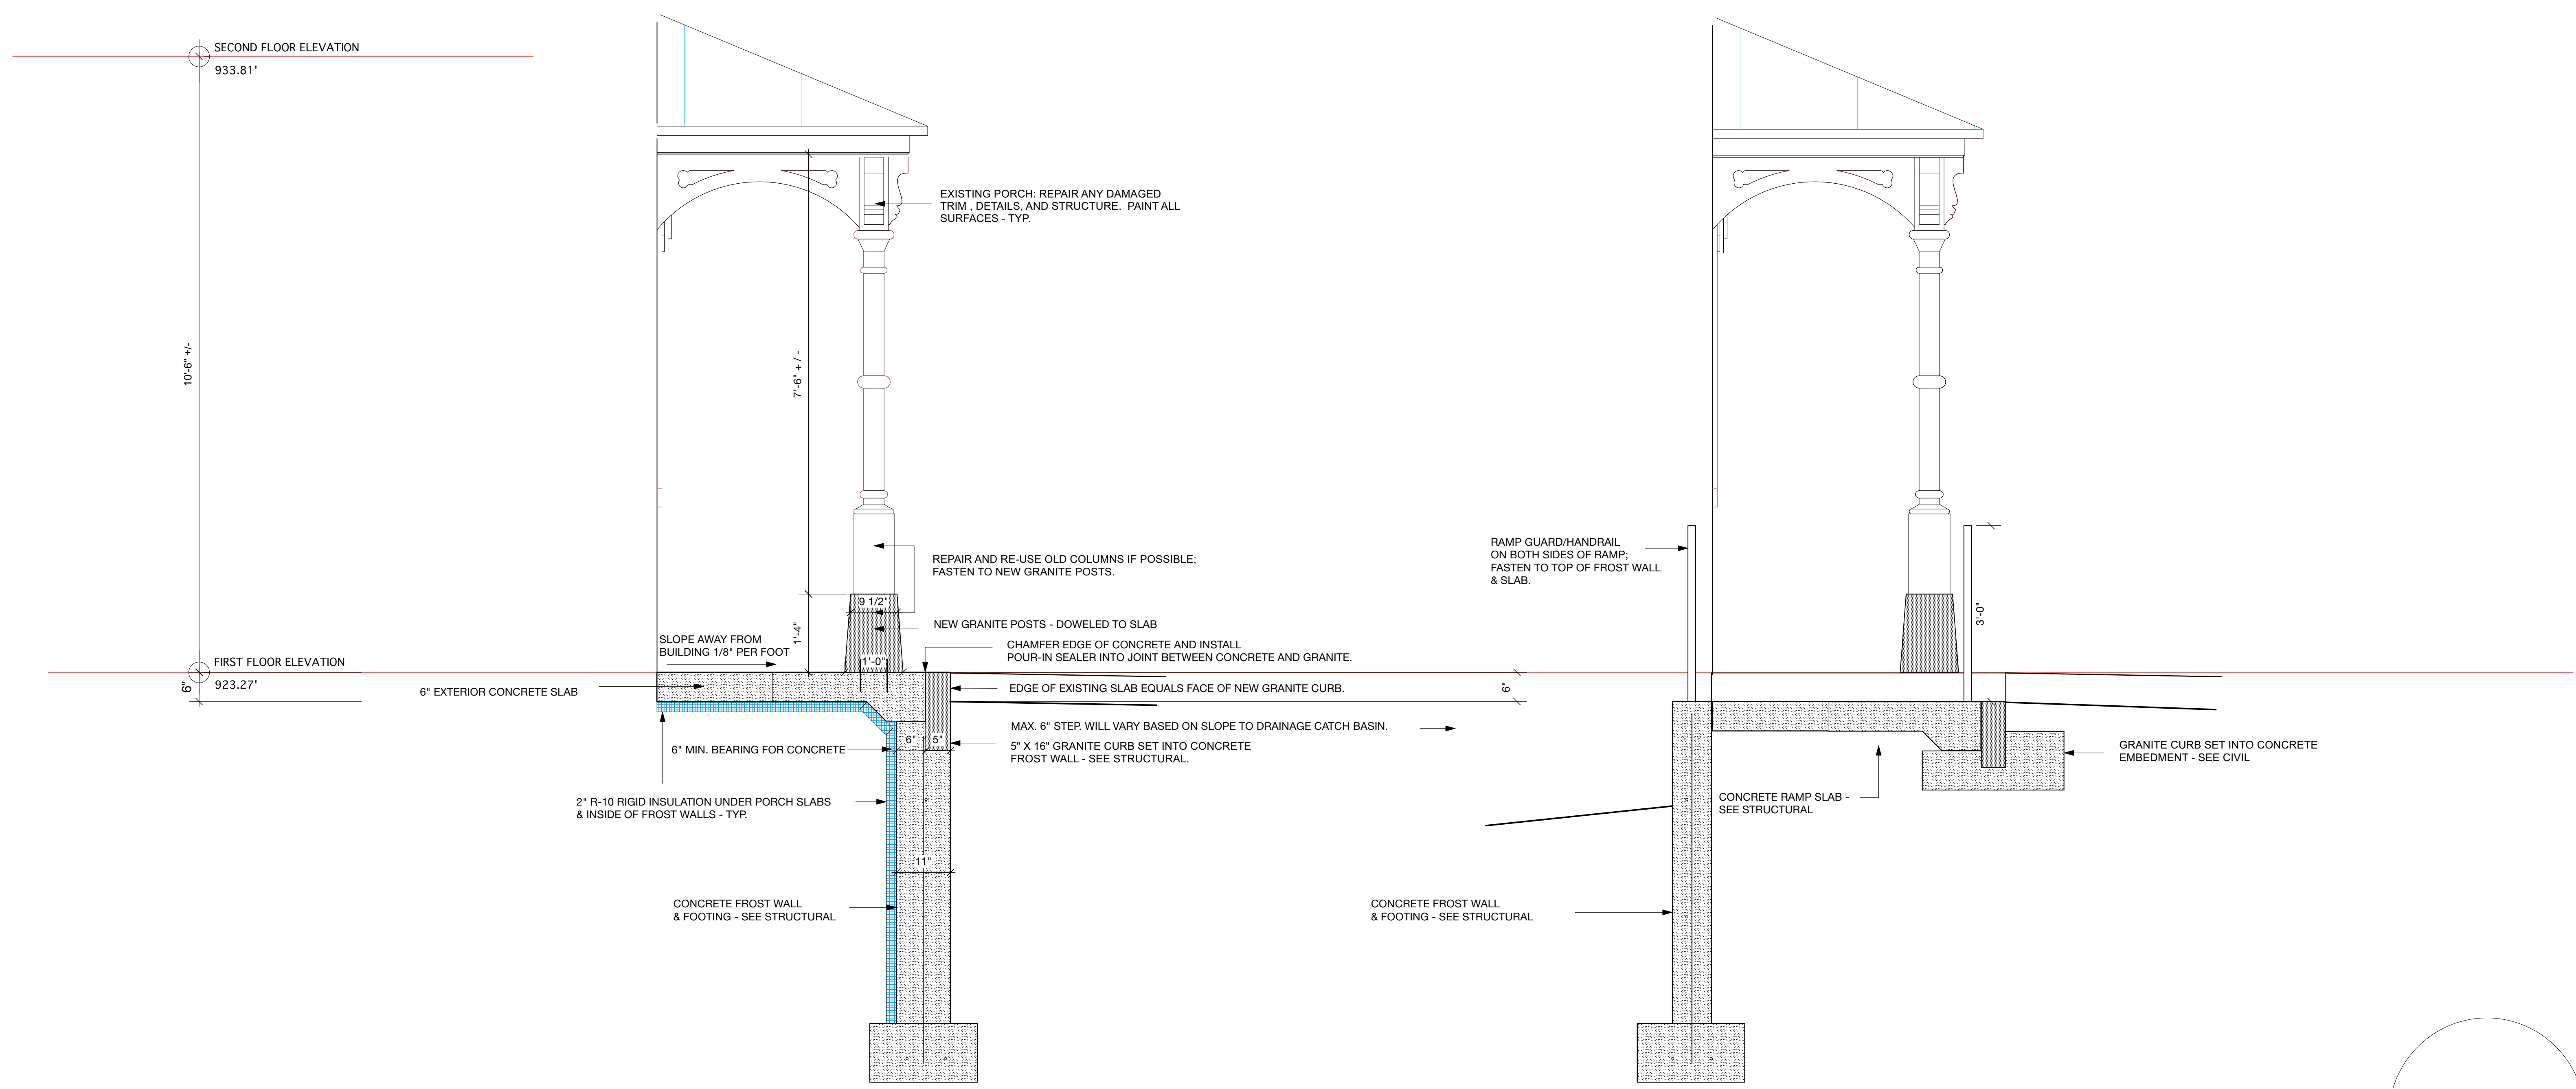 SECOND FLOOR ELEVATION
933.81'
10'-6" +/-
FIRST FLOOR ELEVATION
923.27'
6"
EXISTING PORCH: REPAIR ANY DAMAGED
TRIM , DETAILS, AND STRUCTURE.  PAINT ALL
SURFACES - TYP.
7'-6" + / -
REPAIR AND RE-USE OLD COLUMNS IF POSSIBLE;
FASTEN TO NEW GRANITE POSTS.
9 1/2"
1'-4"
NEW GRANITE POSTS - DOWELED TO SLAB
SLOPE AWAY FROM
BUILDING 1/8" PER FOOT
1'-0"
CHAMFER EDGE OF CONCRETE AND INSTALL
POUR-IN SEALER INTO JOINT BETWEEN CONCRETE AND GRANITE.
6" EXTERIOR CONCRETE SLAB
EDGE OF EXISTING SLAB EQUALS FACE OF NEW GRANITE CURB.
6"
MAX. 6" STEP. WILL VARY BASED ON SLOPE TO DRAINAGE CATCH BASIN.
6"
5"
6" MIN. BEARING FOR CONCRETE
5" X 16" GRANITE CURB SET INTO CONCRETE
FROST WALL - SEE STRUCTURAL.
2" R-10 RIGID INSULATION UNDER PORCH SLABS
& INSIDE OF FROST WALLS - TYP.
11"
CONCRETE FROST WALL
& FOOTING - SEE STRUCTURAL
RAMP GUARD/HANDRAIL
ON BOTH SIDES OF RAMP;
FASTEN TO TOP OF FROST WALL
& SLAB.
3'-0"
GRANITE CURB SET INTO CONCRETE
EMBEDMENT - SEE CIVIL
CONCRETE RAMP SLAB -
SEE STRUCTURAL
CONCRETE FROST WALL
& FOOTING - SEE STRUCTURAL